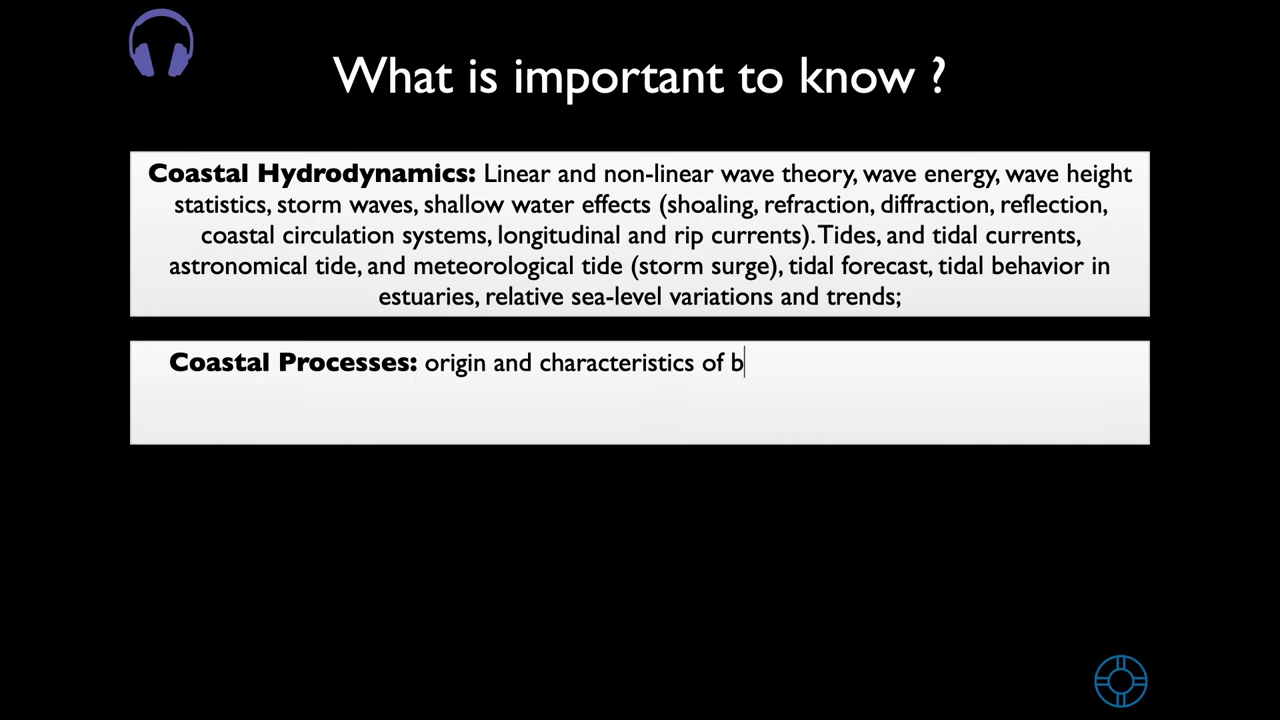 What is important to know ?
Coastal Hydrodynamics: Linear and non-linear wave theory, wave energy, wave height
statistics, storm waves, shallow water effects (shoaling, refraction, diffraction, reflection,
coastal circulation systems, longitudinal and rip currents). Tides, and tidal currents,
astronomical tide, and meteorological tide (storm surge), tidal forecast, tidal behavior in
estuaries, relative sea-level variations and trends;
Coastal Processes: origin and characteristics of b